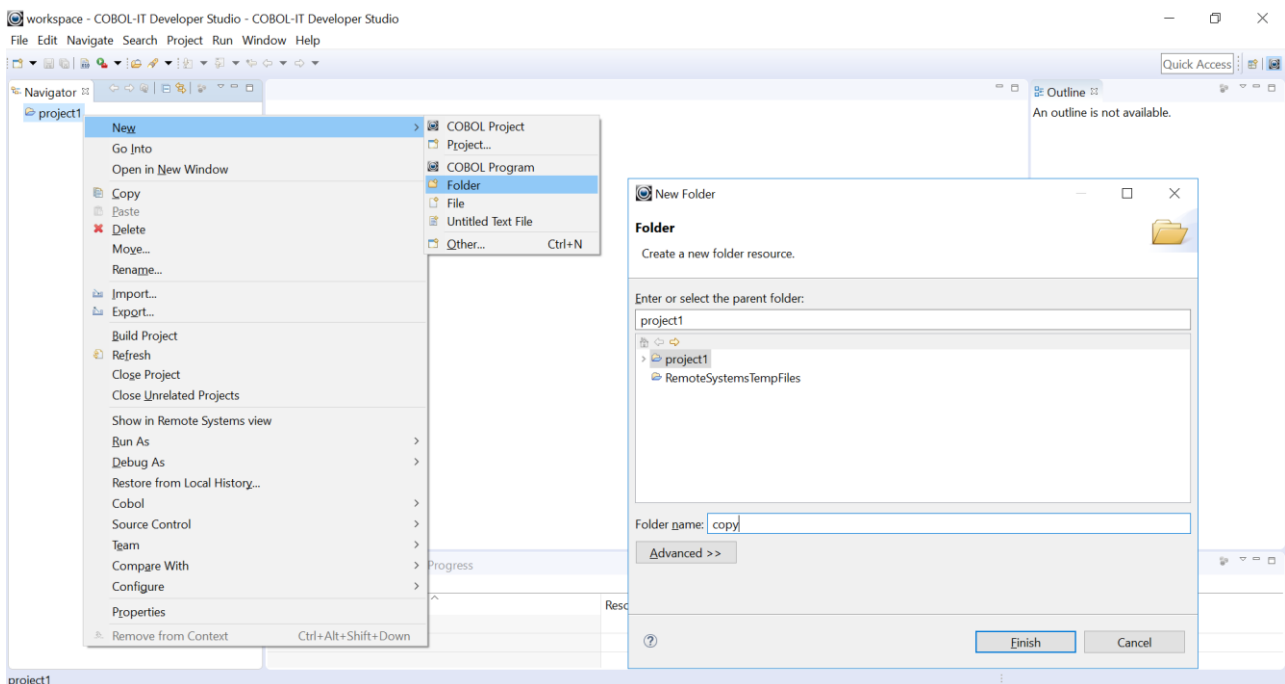 workspace - COBOL-IT Developer Studio - COBOL-IT Developer Studio
File Edit Navigate Search Project Run Window Help
Quick Access
Navigator
project1
New
Go Into
Open in New Window
Copy
Paste
Delete
Move...
Rename...
Import...
Export...
Build Project
Refresh
Close Project
Close Unrelated Projects
Show in Remote Systems view
Run As
Debug As
Restore from Local History...
Cobol
Source Control
Team
Compare With
Configure
Properties
Remove from Context Ctrl+Alt+Shift+Down
COBOL Project
Project...
COBOL Program
Folder
File
Untitled Text File
Other... Ctrl+N
Outline
An outline is not available.
New Folder
Folder
Create a new folder resource.
Enter or select the parent folder:
project1
project1
RemoteSystemsTempFiles
Folder name: copy
Advanced >>
Finish Cancel
Progress
project1